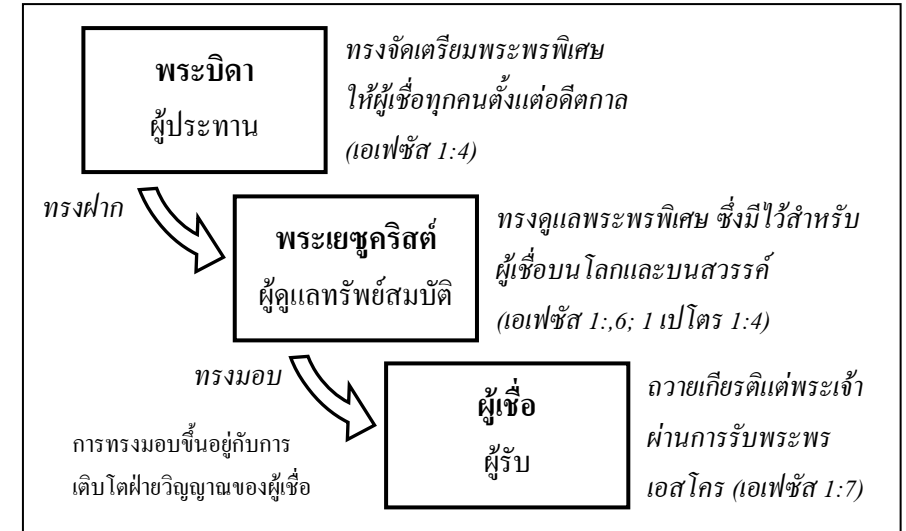 พระบิดา
ผู้ประทาน
ทรงจัดเตรียมพระพรพิเศษ
ให้ผู้เชื่อทุกคนตั้งแต่อดีตกาล
(เอเฟซัส 1:4)
ทรงฝาก
พระเยซูคริสต์
ผู้ดูแลทรัพย์สมบัติ
ทรงดูแลพระพรพิเศษ ซึ่งมีไว้สำหรับ
ผู้เชื่อบนโลกและบนสวรรค์
(เอเฟซัส 1:,6; 1 เปโตร 1:4)
ทรงมอบ
การทรงมอบขึ้นอยู่กับการ
เติบโตฝ่ายวิญญาณของผู้เชื่อ
ผู้เชื่อ
ผู้รับ
ถวายเกียรติแต่พระเจ้า
ผ่านการรับพระพร
เอสโคร (เอเฟซัส 1:7)